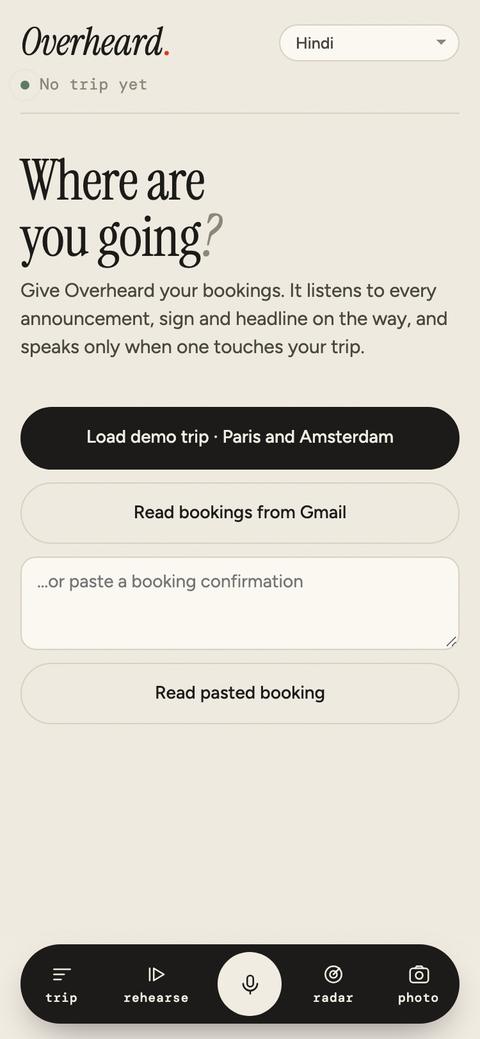 Overheard.
Hindi
No trip yet
Where are
you going?
Give Overheard your bookings. It listens to every
announcement, sign and headline on the way, and
speaks only when one touches your trip.
Load demo trip · Paris and Amsterdam
Read bookings from Gmail
...or paste a booking confirmation
Read pasted booking
trip
rehearse
radar
photo